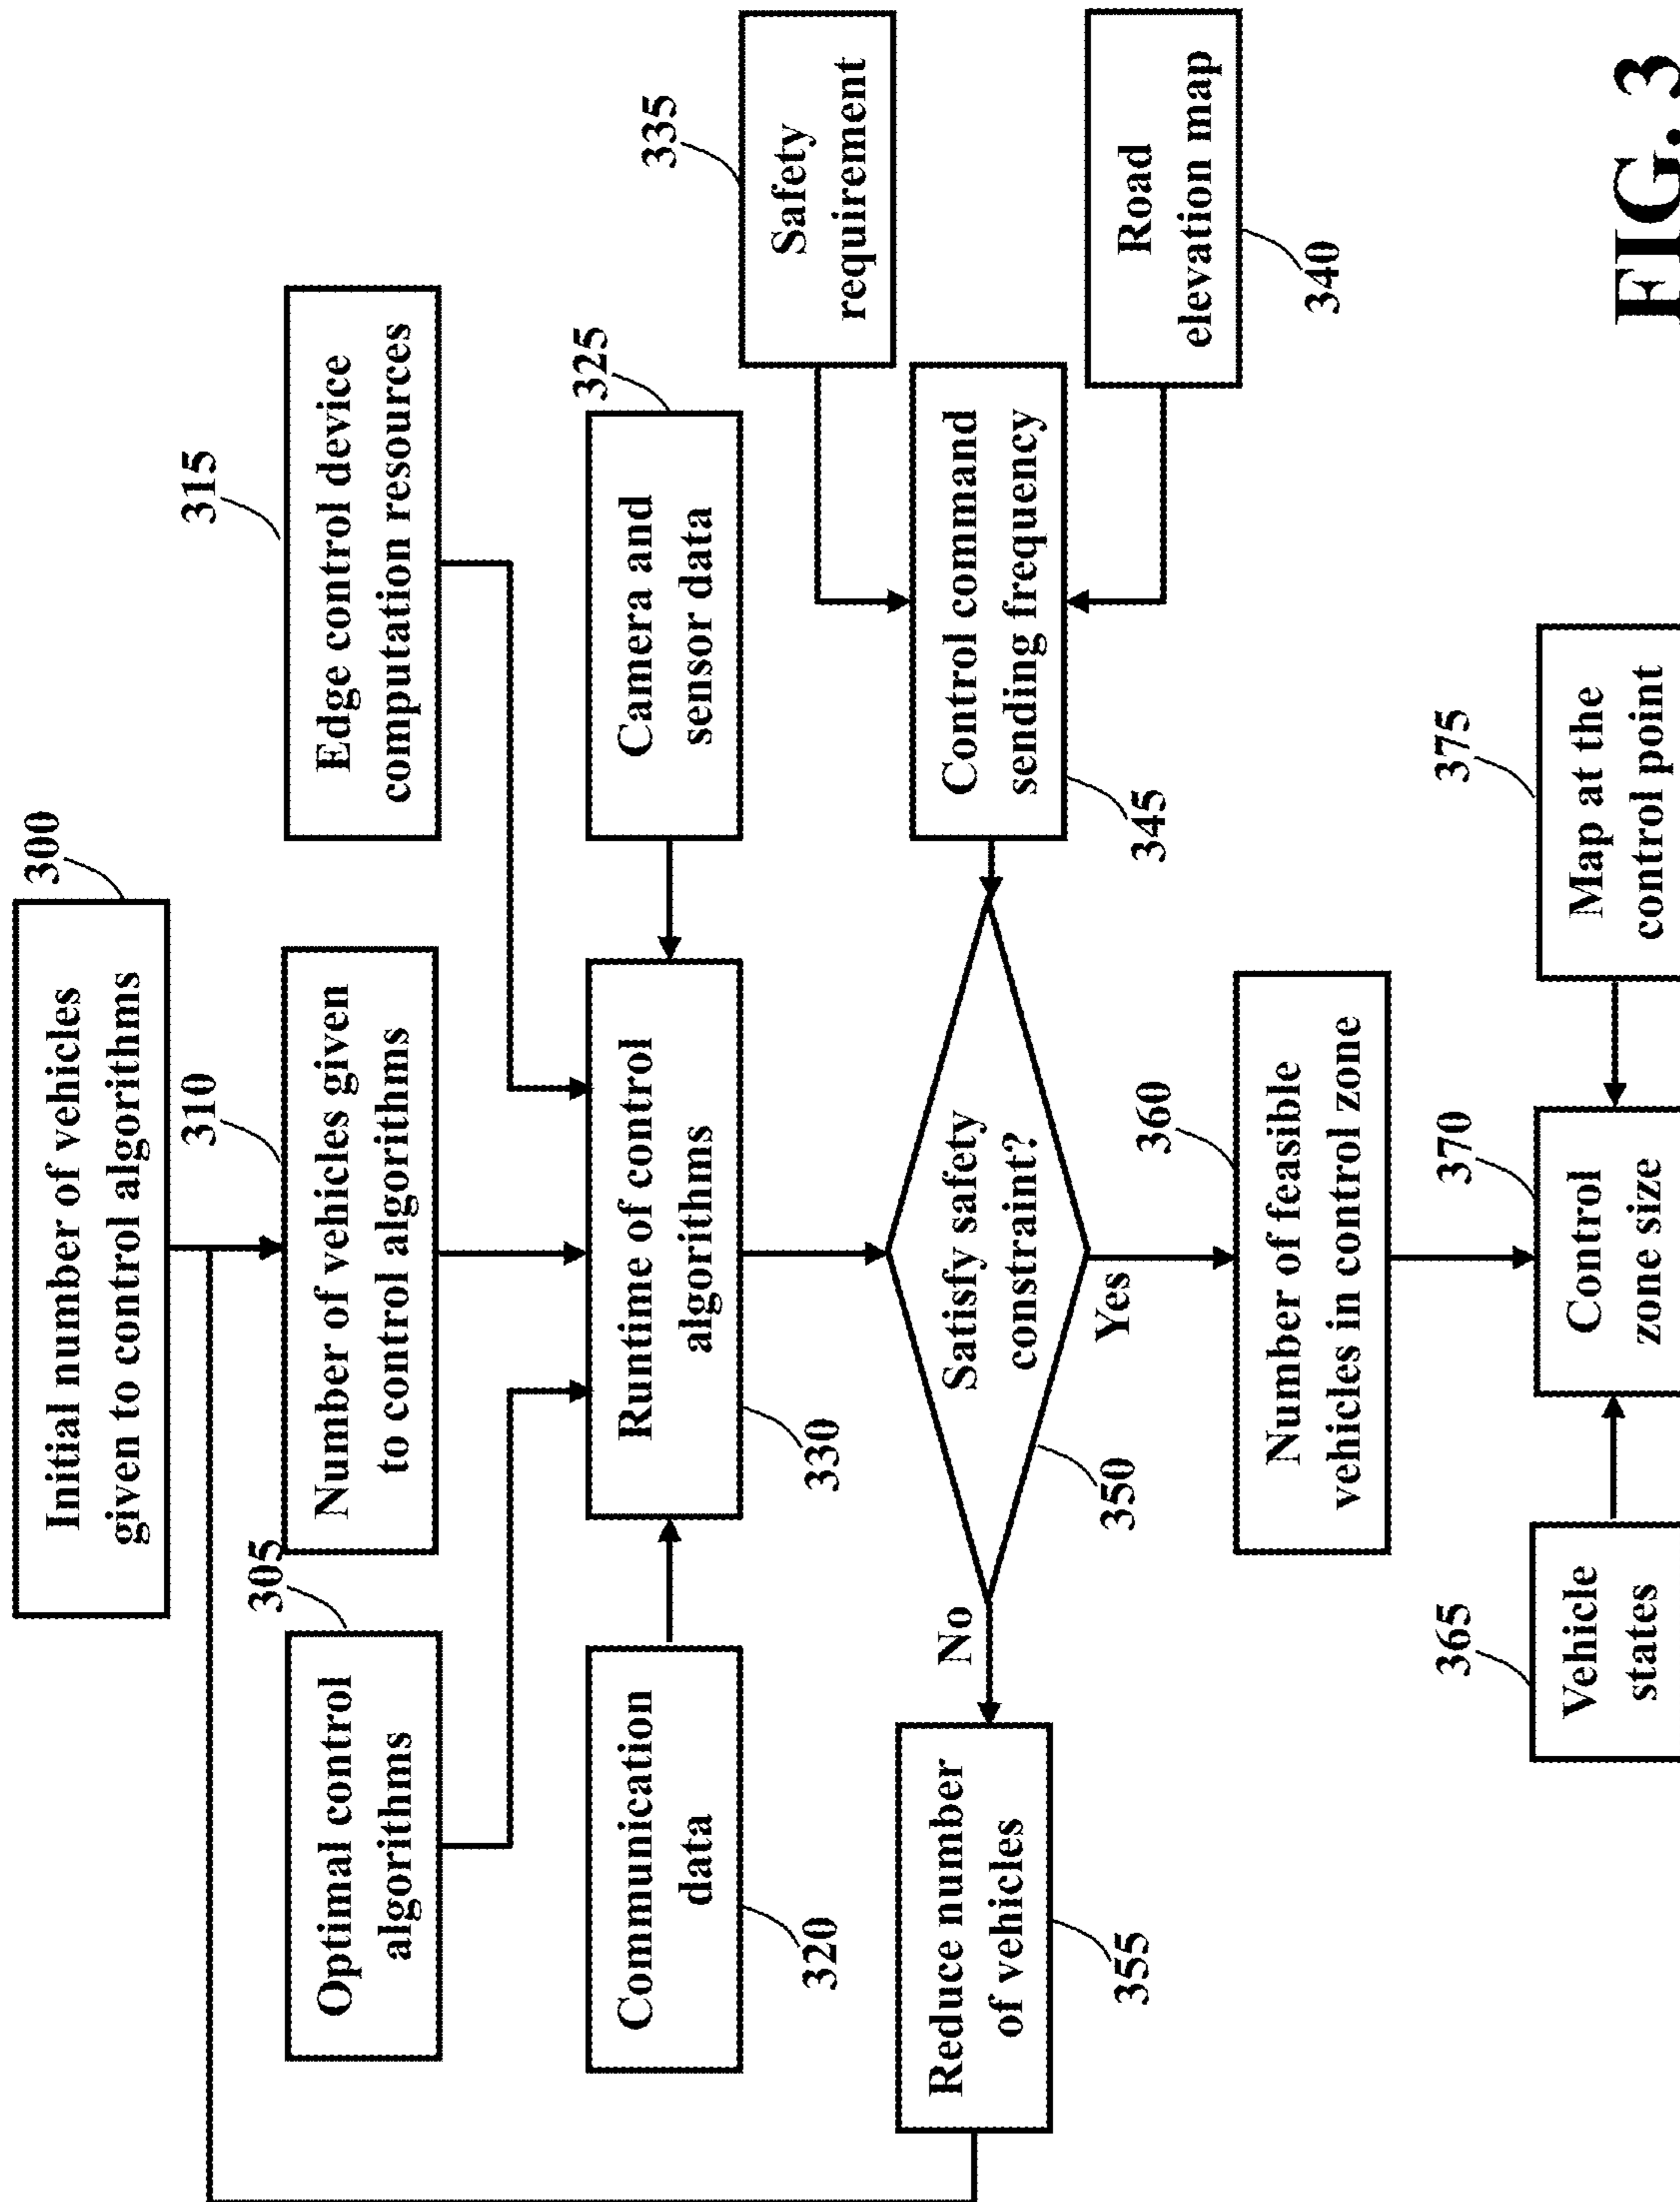 300
Initial number of vehicles
given to control algorithms
305
Optimal control
algorithms
310
Number of vehicles given
to control algorithms
315
Edge control device
computation resources
Communication
data
320
Runtime of control
algorithms
330
325
Camera and
sensor data
335
Safety
requirement
Reduce number
of vehicles
355
No
Satisfy safety
constraint?
350
Yes
Control command
sending frequency
345
Road
elevation map
340
360
Number of feasible
vehicles in control zone
365
Vehicle
states
370
Control
zone size
375
Map at the
control point
FIG. 3